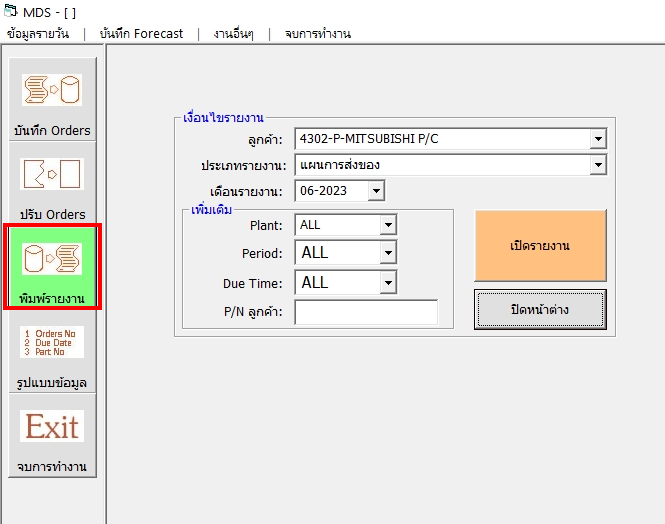 MDS - [ ]
ข้อมูลรายวัน | บันทึก Forecast | งานอื่นๆ | จบการทำงาน
บันทึก Orders
ปรับ Orders
พิมพ์รายงาน
1 Orders No
2 Due Date
3 Part No
รูปแบบข้อมูล
Exit
จบการทำงาน
เงื่อนไขรายงาน
ลูกค้า: 4302-P-MITSUBISHI P/C
ประเภทรายงาน: แผนการส่งของ
เดือนรายงาน: 06-2023
เพิ่มเติม
Plant: ALL
Period: ALL
Due Time: ALL
P/N ลูกค้า:
เปิดรายงาน
ปิดหน้าต่าง